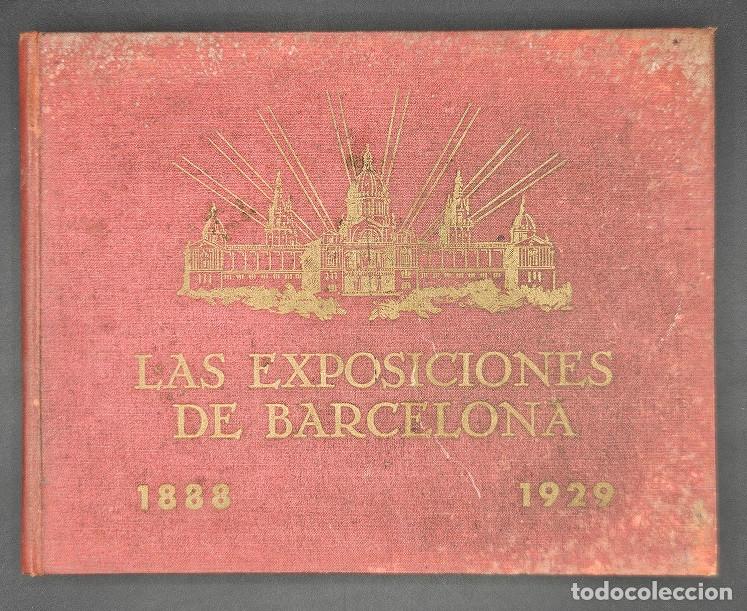 LAS EXPOSICIONES
DE BARCELONA
1888 1929
todocoleccion